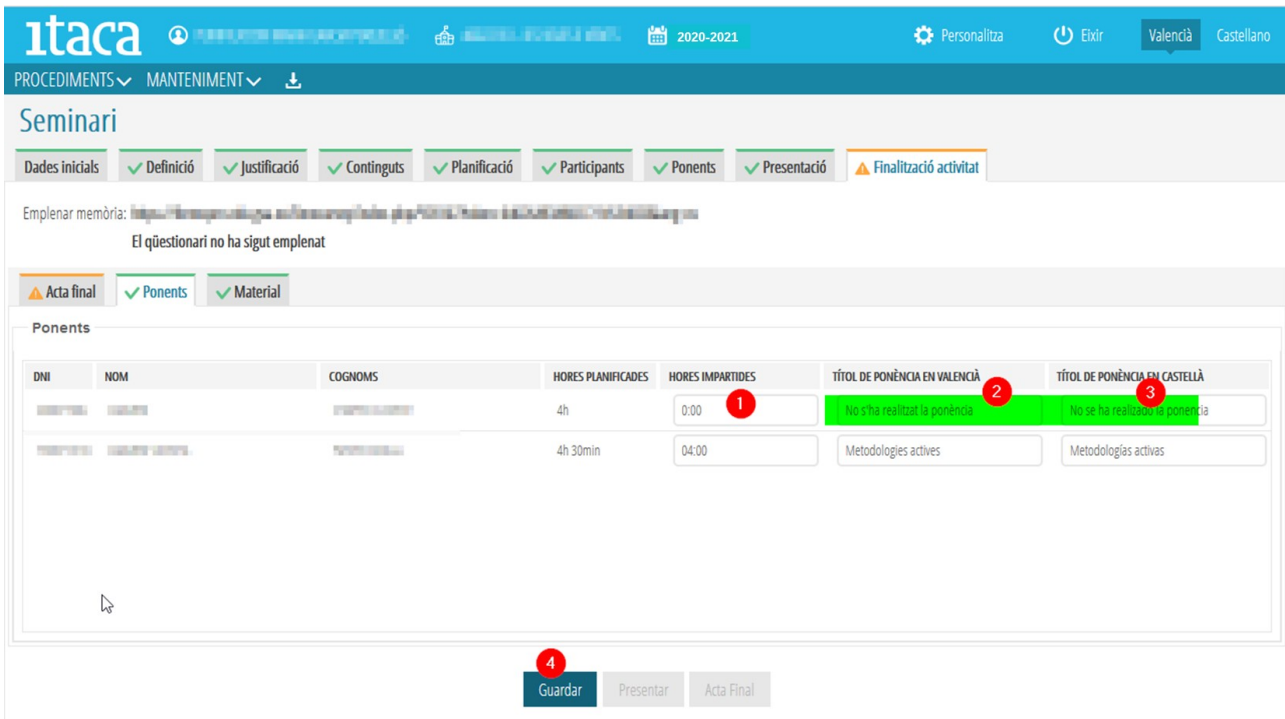 ıtaca 2020-2021 Personalitza Eixir Valencià Castellano
PROCEDIMENTS MANTENIMENT
Seminari
Dades inicials Definició Justificació Continguts Planificació Participants Ponents Presentació Finalització activitat
Emplenar memòria:
El qüestionari no ha sigut emplenat
Acta final Ponents Material
Ponents
DNI NOM COGNOMS HORES PLANIFICADES HORES IMPARTIDES TÍTOL DE PONÈNCIA EN VALENCIÀ TÍTOL DE PONÈNCIA EN CASTELLÀ
4h 0:00 1 No s'ha realitzat la ponència 2 No se ha realizado la ponencia 3
4h 30min 04:00 Metodologies actives Metodologías activas
4
Guardar Presentar Acta Final